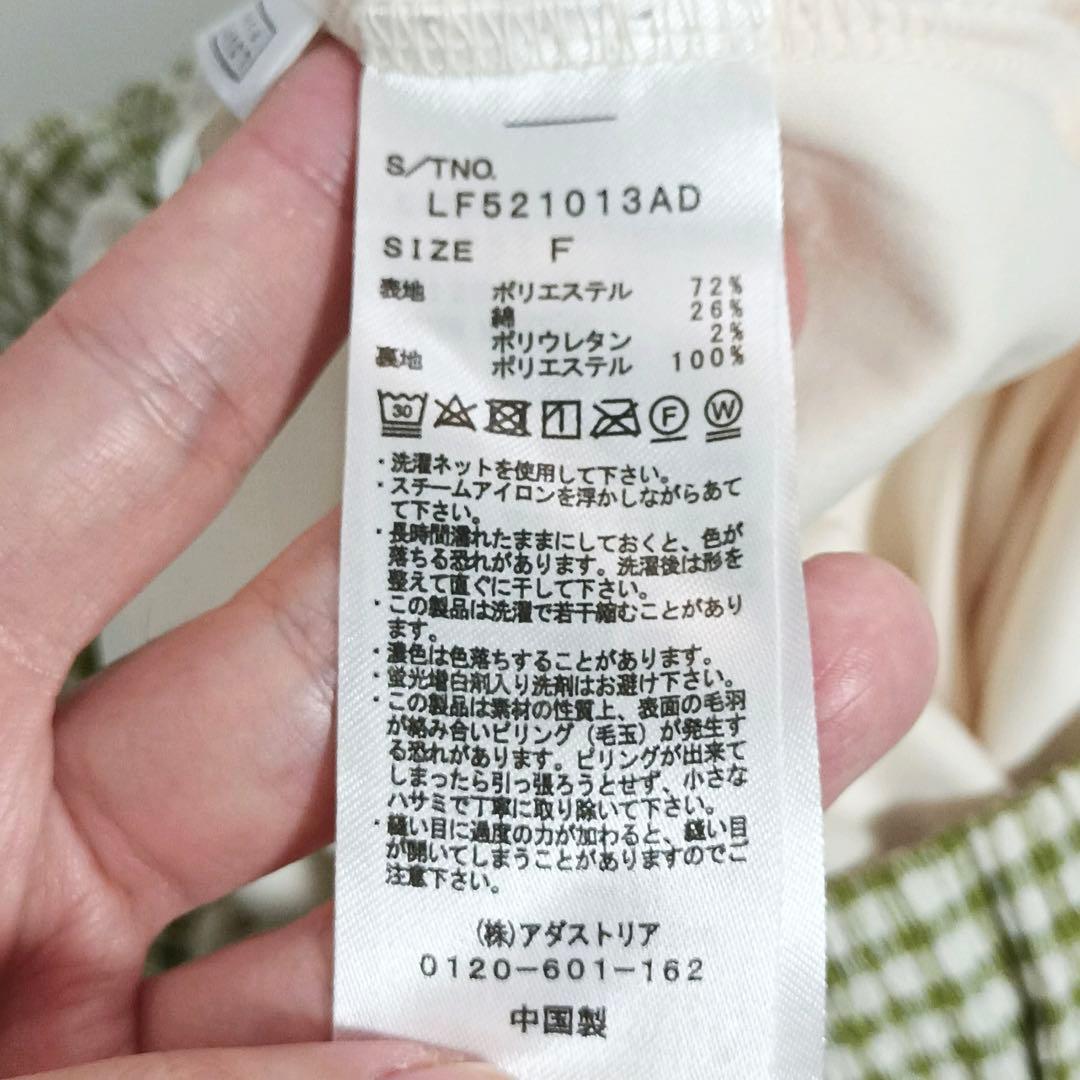 S/TNO.
LF521013AD
SIZE F
表地 ポリエステル 72%
綿 26%
ポリウレタン 2%
裏地 ポリエステル 100%
30 F W
・洗濯ネットを使用して下さい。
・スチームアイロンを浮かしながらあて
て下さい。
・長時間濡れたままにしておくと、色が
落ちる恐れがあります。洗濯後は形を
整えて直ぐに干して下さい。
・この製品は洗濯で若干縮むことがあり
ます。
・濃色は色落ちすることがあります。
・蛍光増白剤入り洗剤はお避け下さい。
・この製品は素材の性質上、表面の毛羽
が絡み合いピリング(毛玉)が発生す
る恐れがあります。ピリングが出来て
しまったら引っ張ろうとせず、小さな
ハサミで丁寧に取り除いて下さい。
・縫い目に過度の力が加わると、縫い目
が開いてしまうことがありますのでご
注意下さい。
(株)アダストリア
0120-601-162
中国製